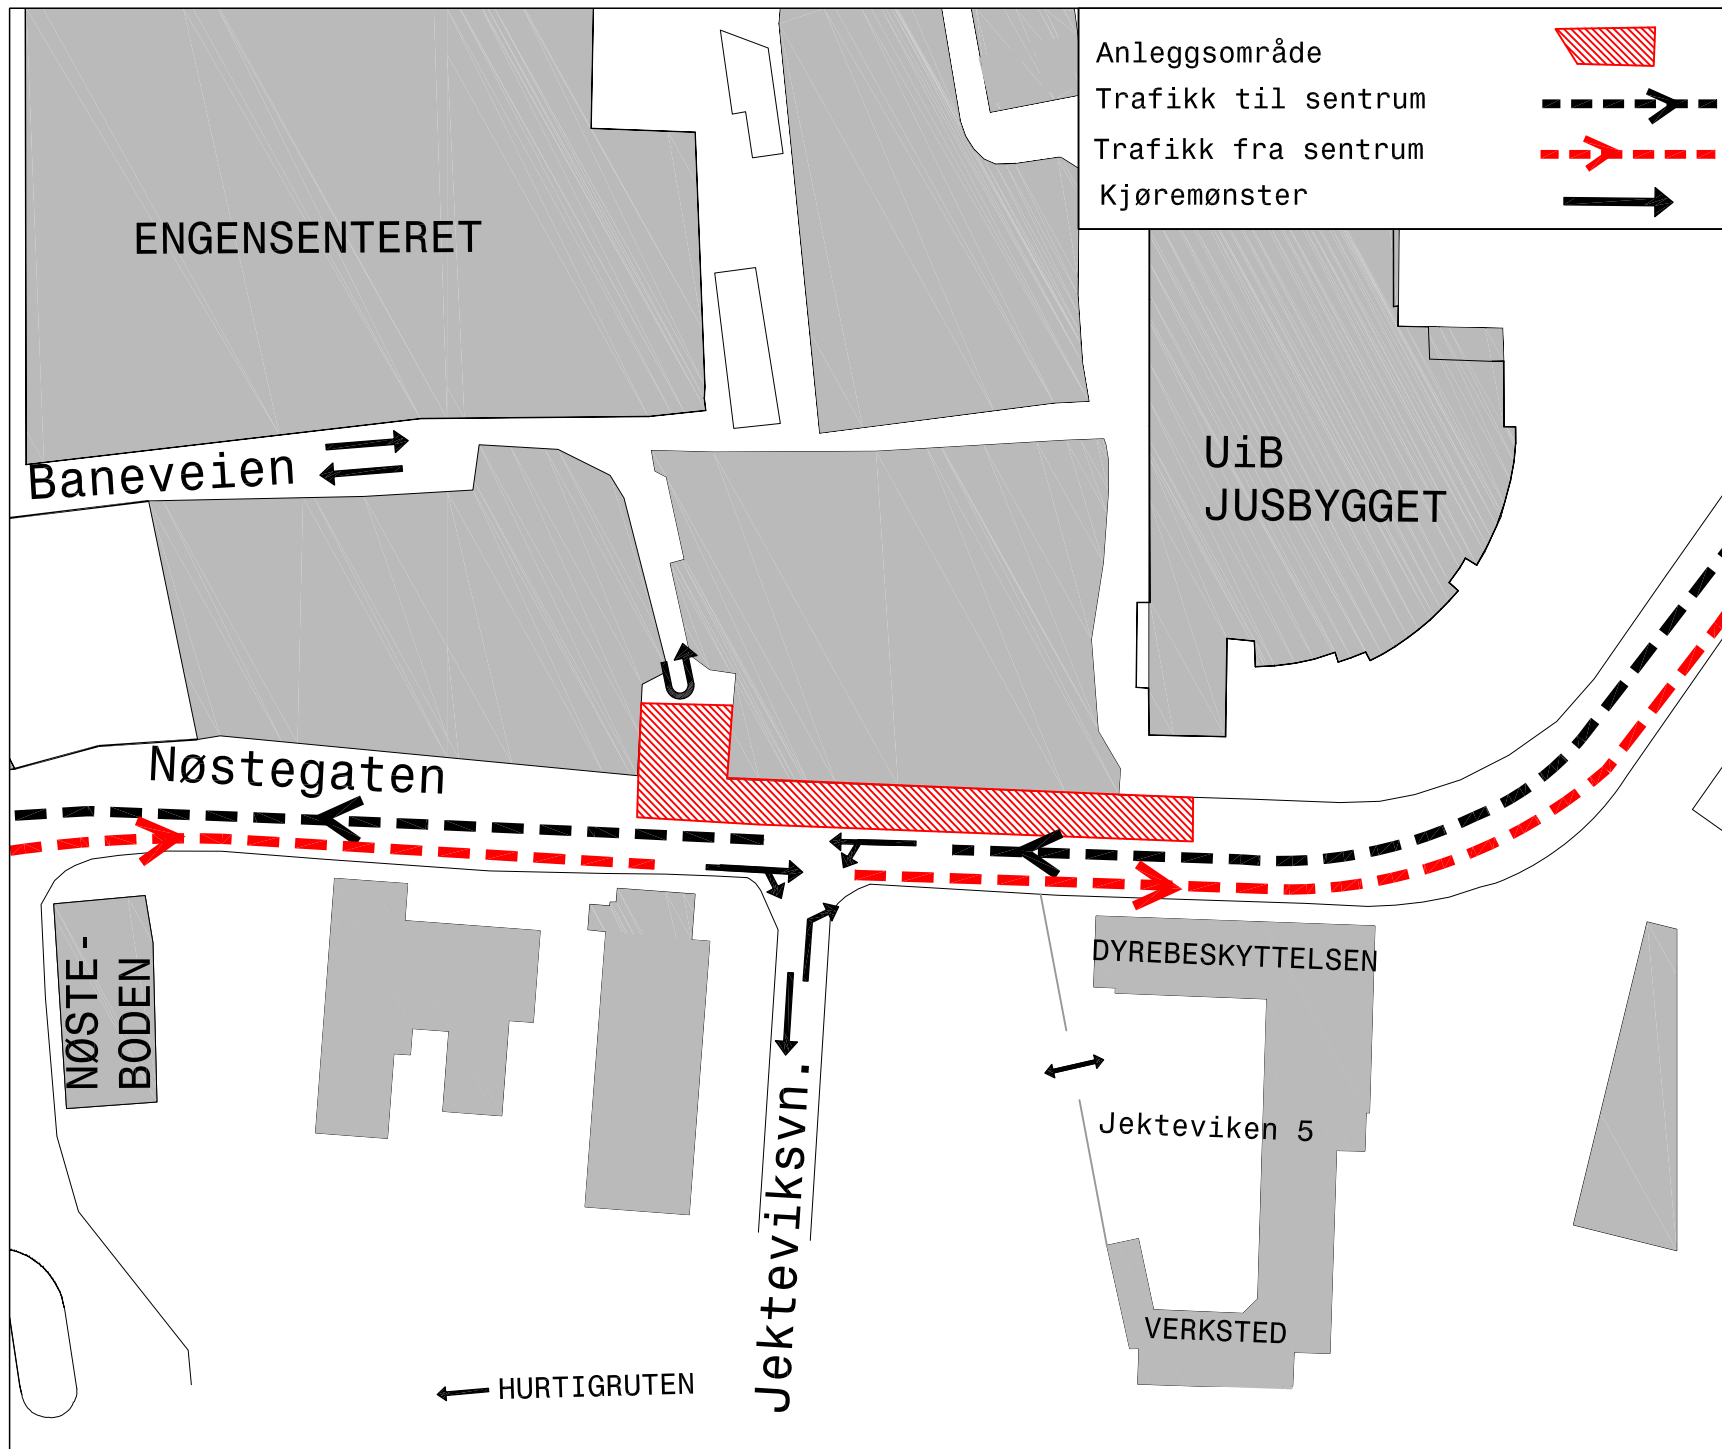 Anleggsområde
Trafikk til sentrum
Trafikk fra sentrum
Kjøremønster
ENGENSENTERET
Baneveien
UiB
JUSBYGGET
Nøstegaten
NØSTE-
BODEN
DYREBESKYTTELSEN
Jekteviken 5
Jekteviksvn.
VERKSTED
HURTIGRUTEN